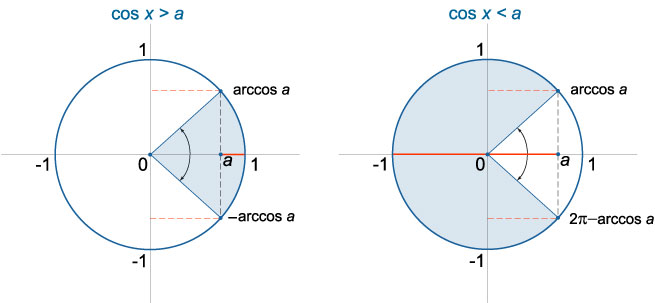 cos x > a
1
arccos a
-1
0
a
1
−arccos a
-1
cos x < a
1
arccos a
-1
0
a
1
2π−arccos a
-1